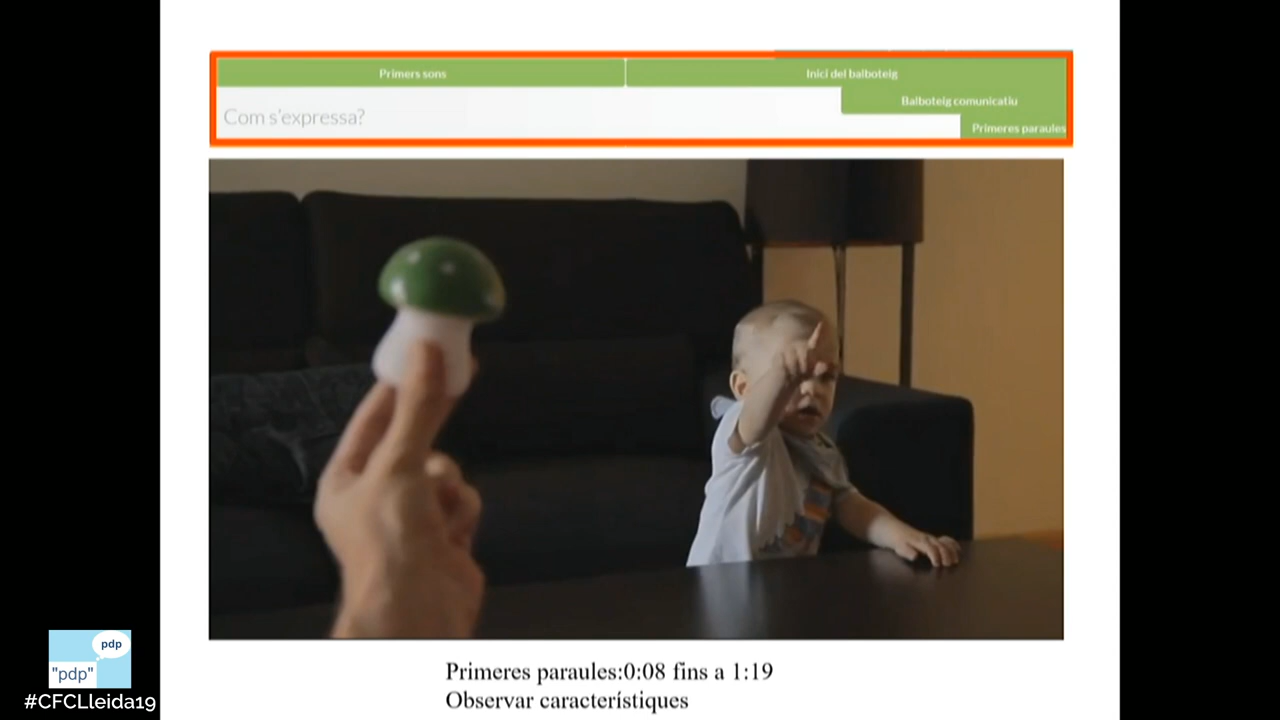 Primers sons
Inici del balboteig
Balboteig comunicatiu
Com s'expressa?
Primeres paraules
pdp
"pdp"
#CFCLleida19
Primeres paraules:0:08 fins a 1:19
Observar característiques